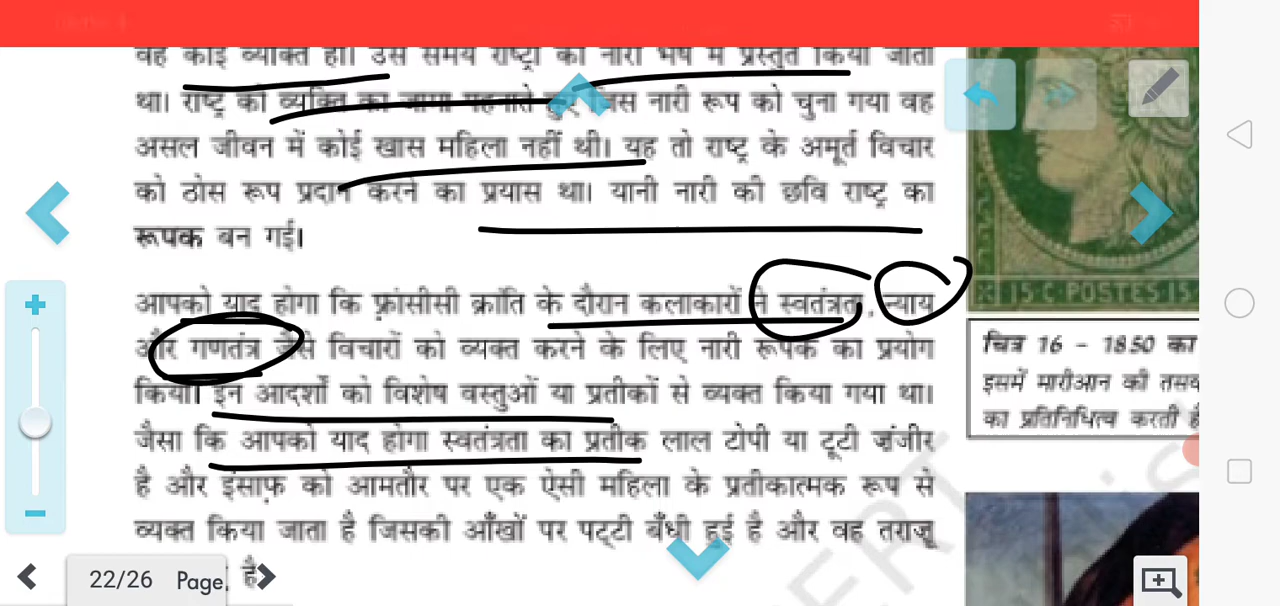 वह कोई व्यक्ति हो। उस समय राष्ट्रों को नारी भेष में प्रस्तुत किया जाता
था। राष्ट्र को व्यक्ति का जामा पहनाते हुए जिस नारी रूप को चुना गया वह
असल जीवन में कोई खास महिला नहीं थी। यह तो राष्ट्र के अमूर्त विचार
को ठोस रूप प्रदान करने का प्रयास था। यानी नारी की छवि राष्ट्र का
रूपक बन गई।
आपको याद होगा कि फ़्रांसीसी क्रांति के दौरान कलाकारों ने स्वतंत्रता, न्याय
और गणतंत्र जैसे विचारों को व्यक्त करने के लिए नारी रूपक का प्रयोग
किया। इन आदर्शों को विशेष वस्तुओं या प्रतीकों से व्यक्त किया गया था।
जैसा कि आपको याद होगा स्वतंत्रता का प्रतीक लाल टोपी या टूटी ज़ंजीर
है और इंसाफ़ को आमतौर पर एक ऐसी महिला के प्रतीकात्मक रूप से
व्यक्त किया जाता है जिसकी आँखों पर पट्टी बँधी हुई है और वह तराज़ू
है
15 C. POSTES 15
चित्र 16 - 1850 का
इसमें मारीआन की
का प्रतिनिधित्व करती
22/26 Page